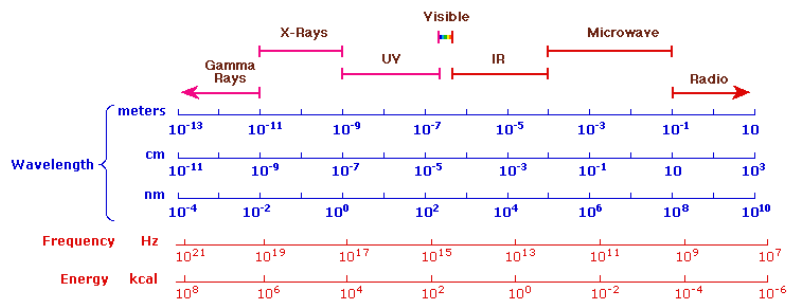 Visible
X-Rays
Microwave
UV
IR
Gamma
Rays
Radio
meters
10⁻¹³ 10⁻¹¹ 10⁻⁹ 10⁻⁷ 10⁻⁵ 10⁻³ 10⁻¹ 10
Wavelength
cm
10⁻¹¹ 10⁻⁹ 10⁻⁷ 10⁻⁵ 10⁻³ 10⁻¹ 10 10³
nm
10⁻⁴ 10⁻² 10⁰ 10² 10⁴ 10⁶ 10⁸ 10¹⁰
Frequency Hz
10²¹ 10¹⁹ 10¹⁷ 10¹⁵ 10¹³ 10¹¹ 10⁹ 10⁷
Energy kcal
10⁸ 10⁶ 10⁴ 10² 10⁰ 10⁻² 10⁻⁴ 10⁻⁶